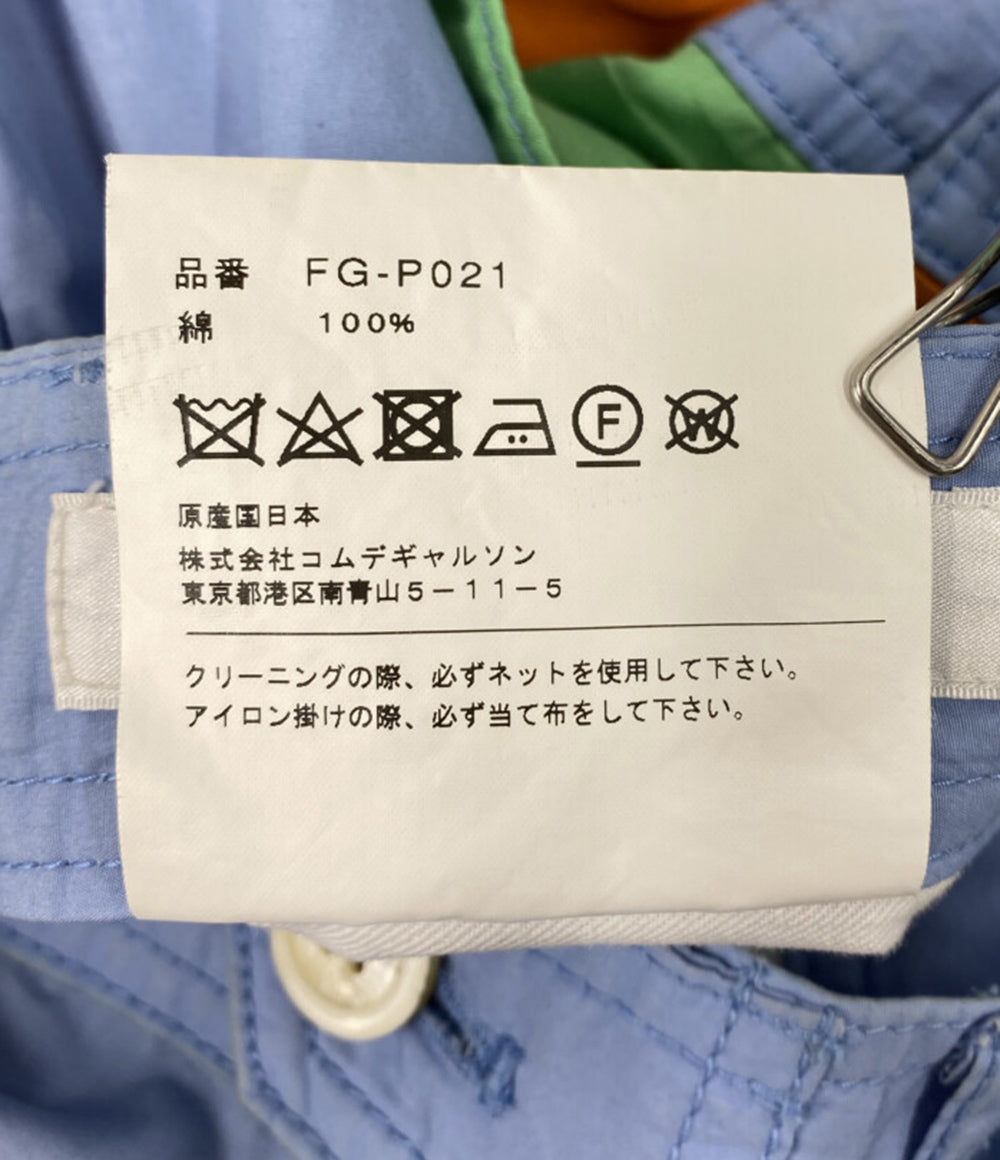 品番 FG-P021
綿 100%
F W
原産国日本
株式会社コムデギャルソン
東京都港区南青山5-11-5
クリーニングの際、必ずネットを使用して下さい。
アイロン掛けの際、必ず当て布をして下さい。